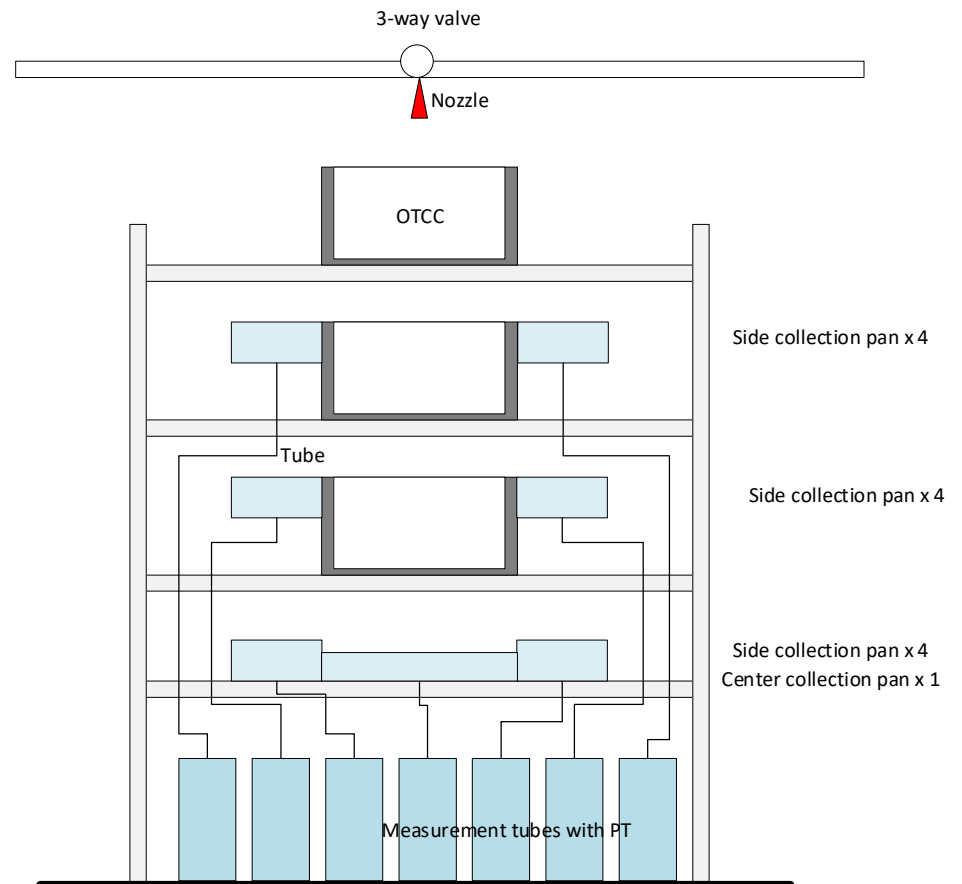 3-way valve
Nozzle
OTCC
Side collection pan x 4
Tube
Side collection pan x 4
Side collection pan x 4
Center collection pan x 1
Measurement tubes with PT